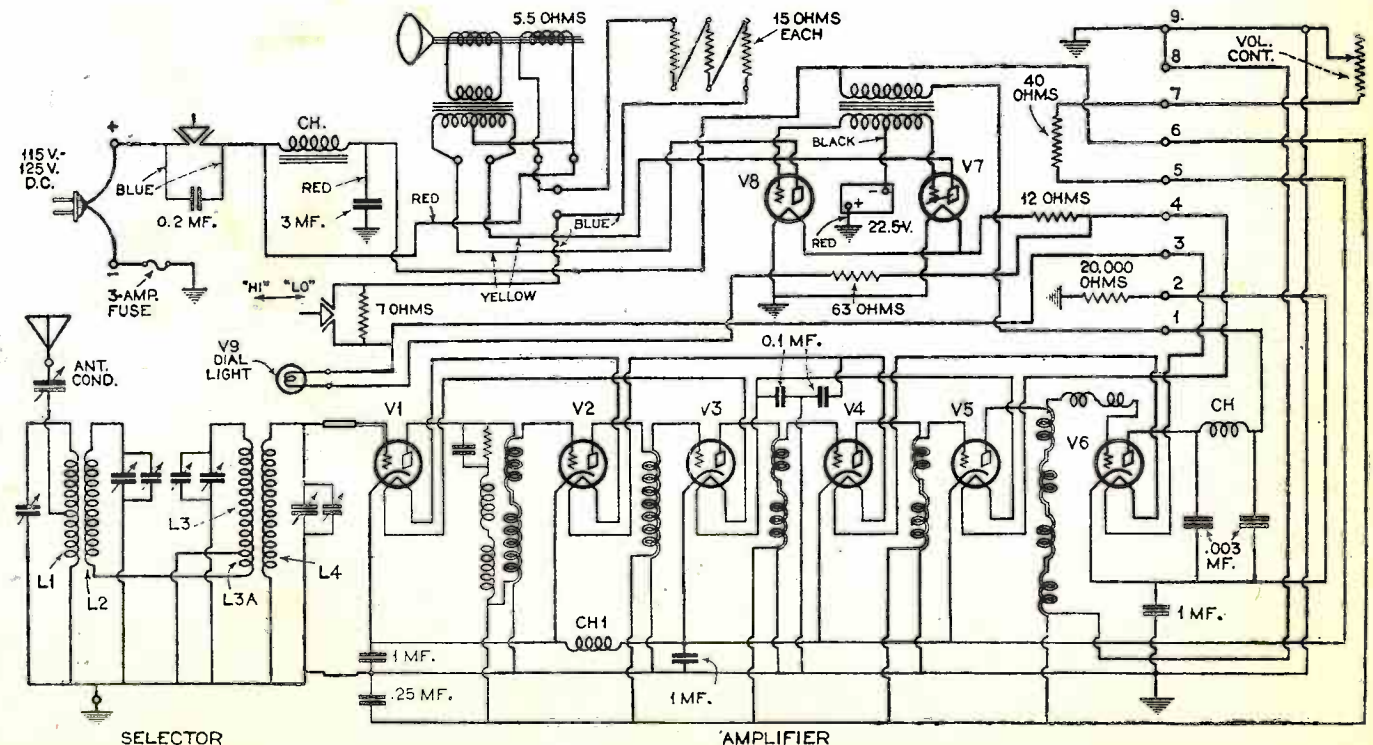 5.5 OHMS
15 OHMS
EACH
9.
8
VOL.
CONT.
40
OHMS
7
6
5
4
3
2
1
CH.
115 V.-
125 V.
D.C.
+
-
BLUE
0.2 MF.
RED
3 MF.
RED
BLUE
BLACK
V8
V7
-
+
22.5V.
RED
12 OHMS
20,000
OHMS
63 OHMS
3-AMP.
FUSE
"HI" "LO"
7 OHMS
YELLOW
V9
DIAL
LIGHT
ANT.
COND.
0.1 MF.
V1
V2
V3
V4
V5
V6
CH
L1
L2
L3
L3A
L4
CH1
1 MF.
.25 MF.
1 MF.
.003
MF.
1 MF.
SELECTOR
AMPLIFIER